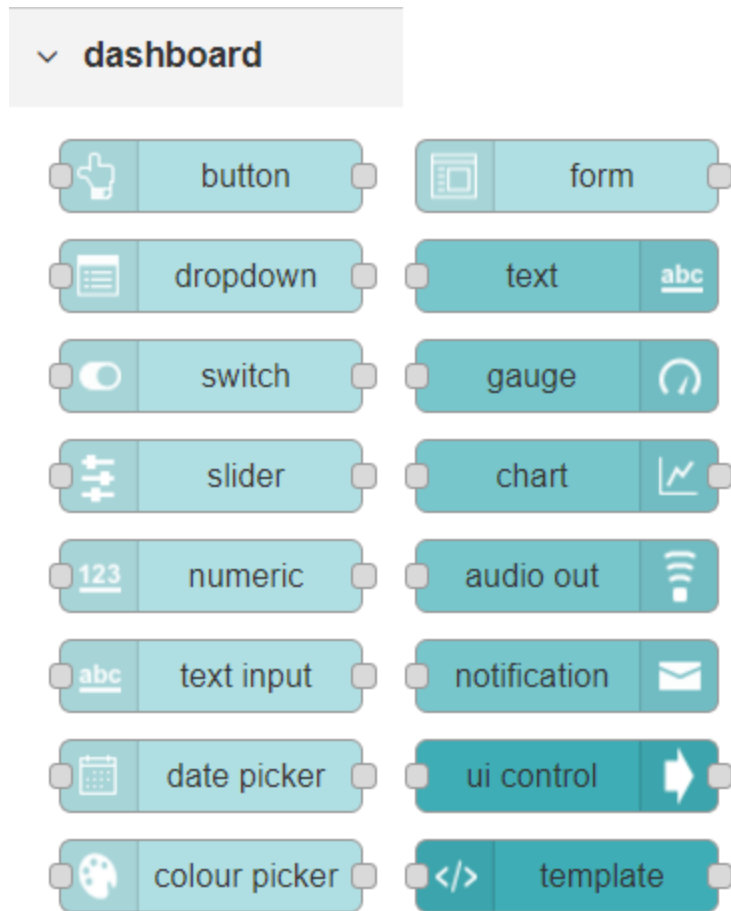 dashboard
button
form
dropdown
text
abc
switch
gauge
slider
chart
123
numeric
audio out
abc
text input
notification
date picker
ui control
colour picker
</>
template